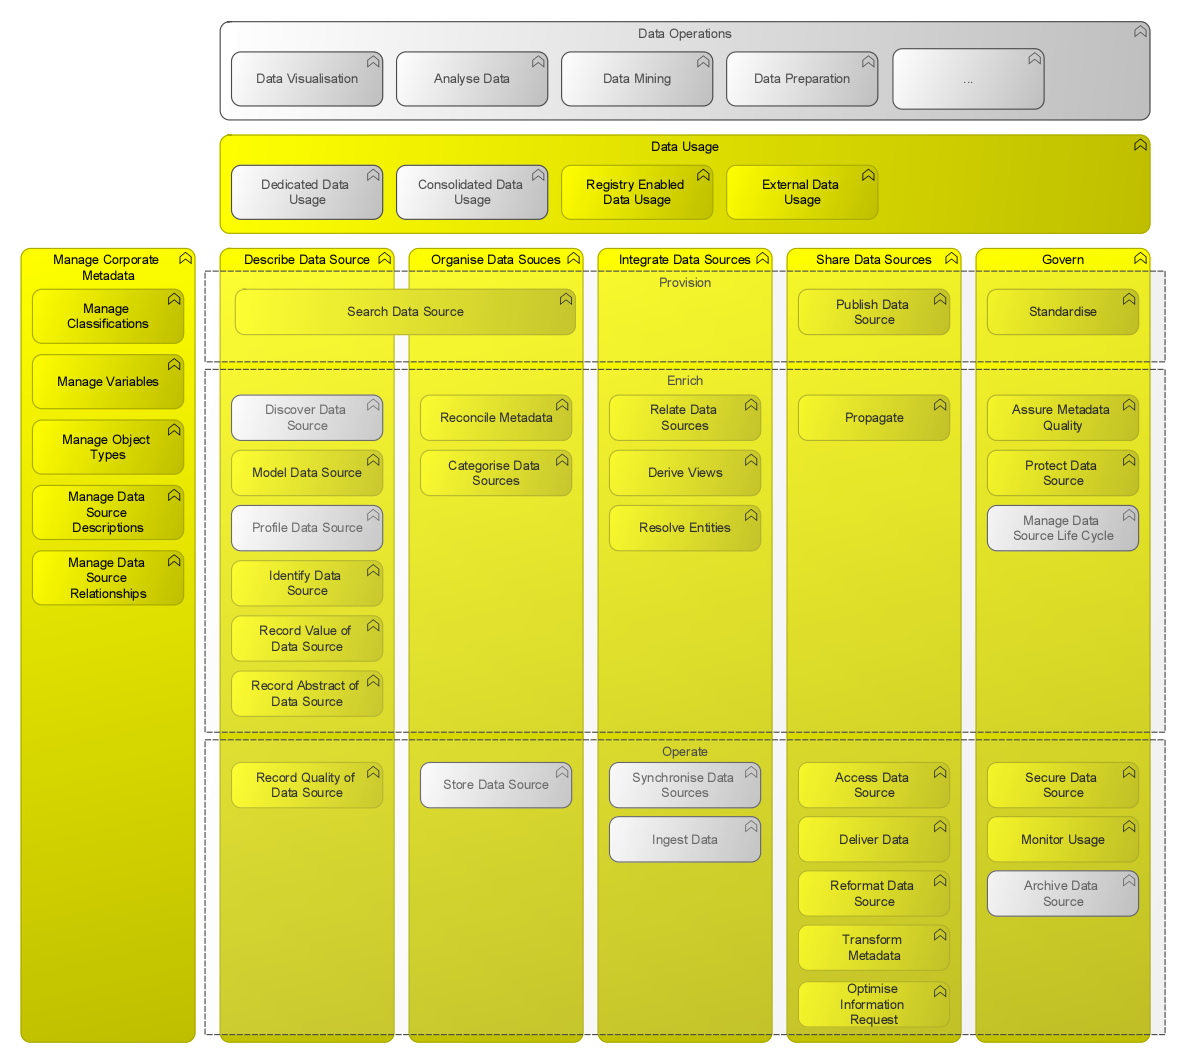 Data Operations
Data Visualisation
Analyse Data
Data Mining
Data Preparation
...
Data Usage
Dedicated Data
Usage
Consolidated Data
Usage
Registry Enabled
Data Usage
External Data
Usage
Manage Corporate
Metadata
Manage
Classifications
Manage Variables
Manage Object
Types
Manage Data
Source
Descriptions
Manage Data
Source
Relationships
Describe Data Source
Organise Data Souces
Integrate Data Sources
Share Data Sources
Govern
Provision
Search Data Source
Publish Data
Source
Standardise
Enrich
Discover Data
Source
Reconcile Metadata
Relate Data
Sources
Propagate
Assure Metadata
Quality
Model Data Source
Categorise Data
Sources
Derive Views
Protect Data
Source
Profile Data Source
Resolve Entities
Manage Data
Source Life Cycle
Identify Data
Source
Record Value of
Data Source
Record Abstract of
Data Source
Operate
Record Quality of
Data Source
Store Data Source
Synchronise Data
Sources
Access Data
Source
Secure Data
Source
Ingest Data
Deliver Data
Monitor Usage
Reformat Data
Source
Archive Data
Source
Transform
Metadata
Optimise
Information
Request